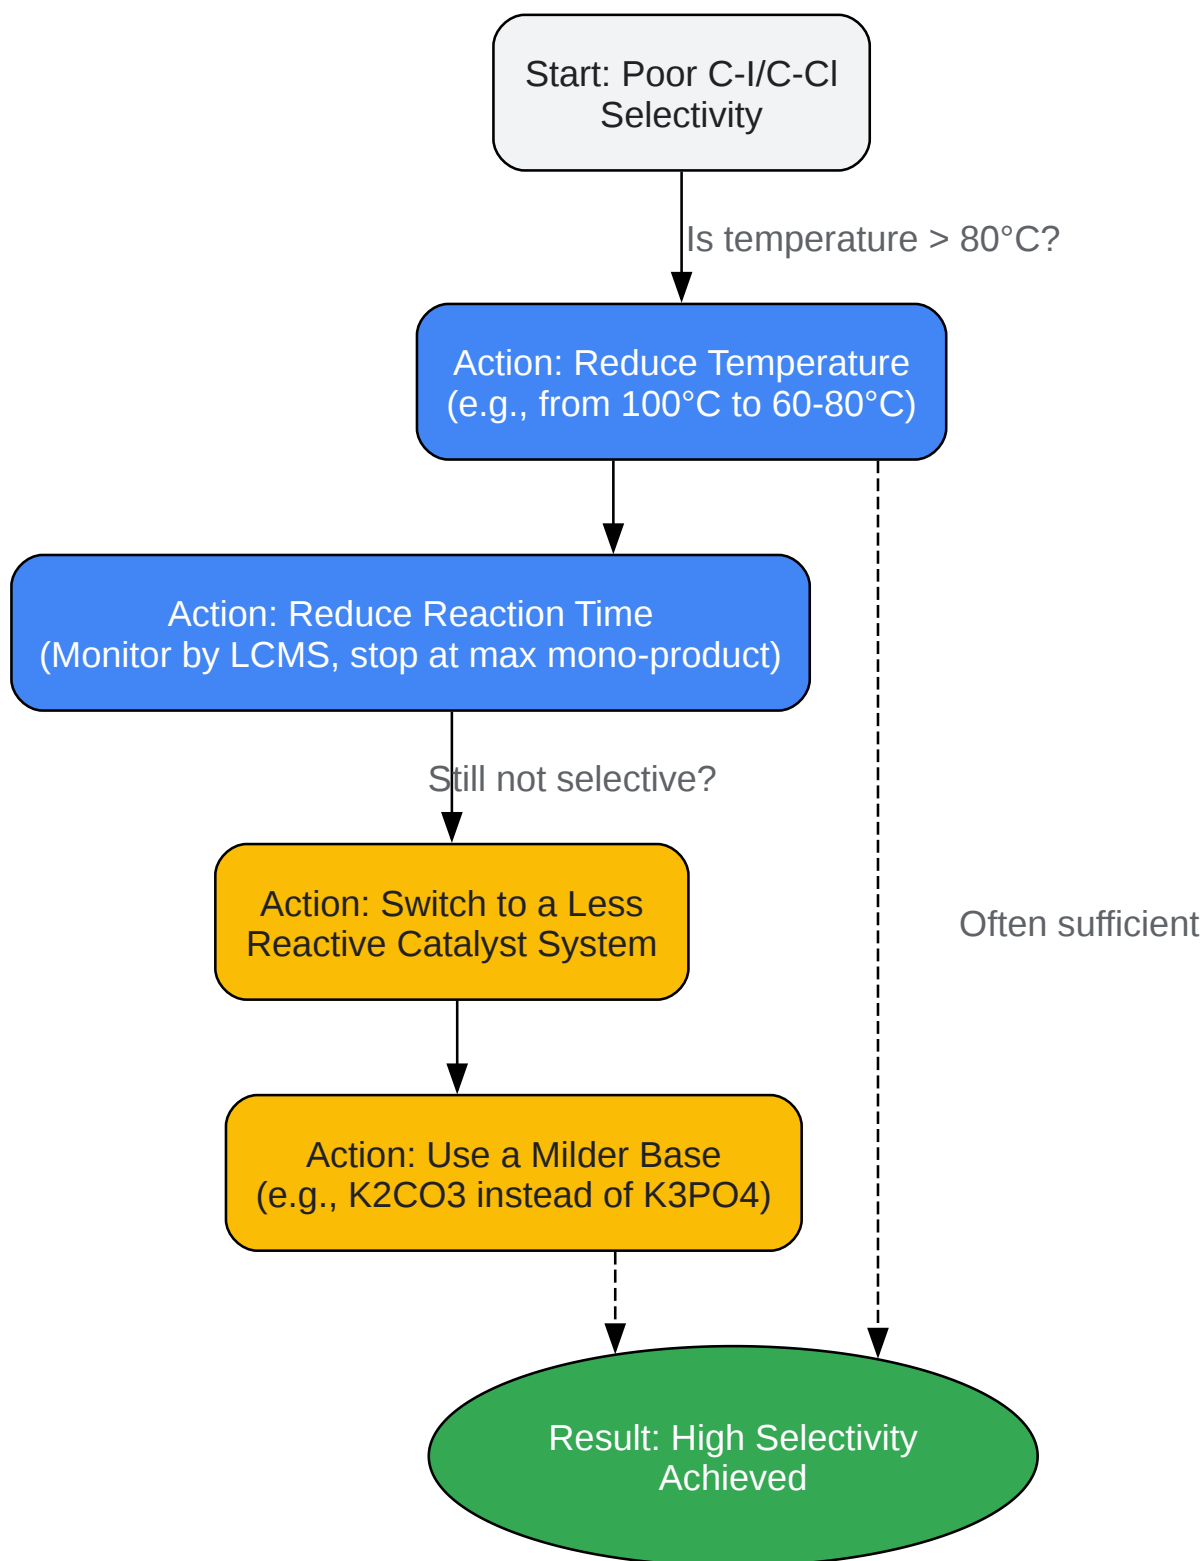 Start: Poor C-I/C-Cl
Selectivity
Is temperature > 80°C?
Action: Reduce Temperature
(e.g., from 100°C to 60-80°C)
Action: Reduce Reaction Time
(Monitor by LCMS, stop at max mono-product)
Still not selective?
Action: Switch to a Less
Reactive Catalyst System
Often sufficient
Action: Use a Milder Base
(e.g., K2CO3 instead of K3PO4)
Result: High Selectivity
Achieved